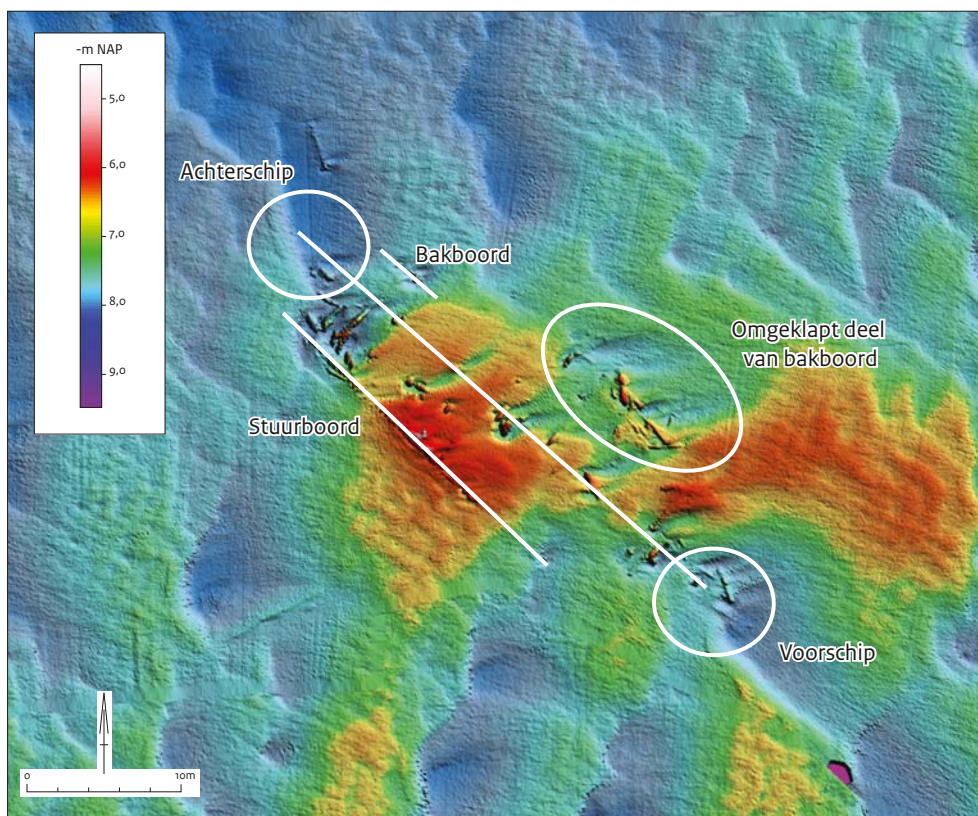 -m NAP
5,0
6,0
7,0
8,0
9,0
Achterschip
Bakboord
Omgeklapt deel
van bakboord
Stuurboord
Voorschip
0 10m